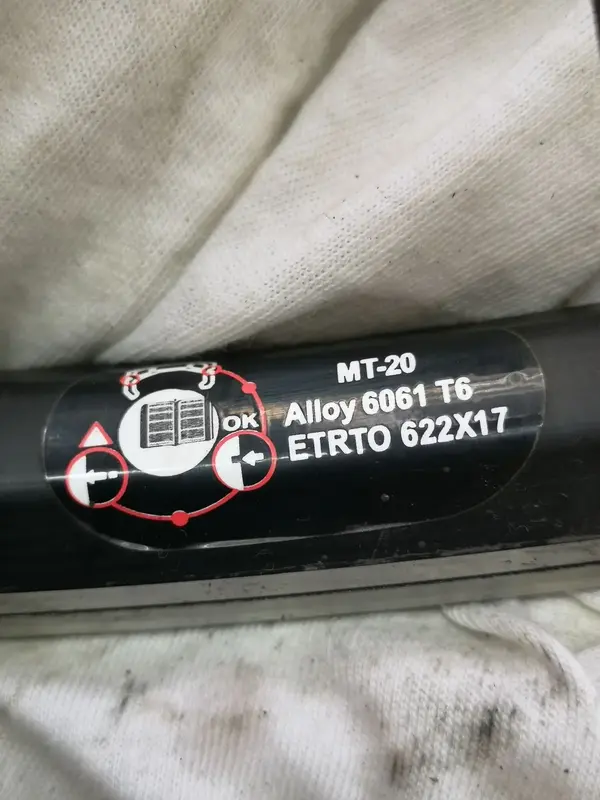 MT-20
OK
Alloy 6061 T6
ETRTO 622X17